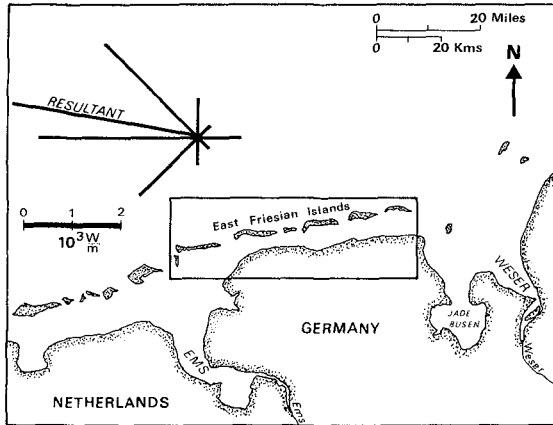 0 20 Miles
0 20 Kms
N
RESULTANT
East Friesian Islands
0 1 2
10³ W/m
WESER
JADE
BUSEN
Weser
GERMANY
EMS
Ems
NETHERLANDS